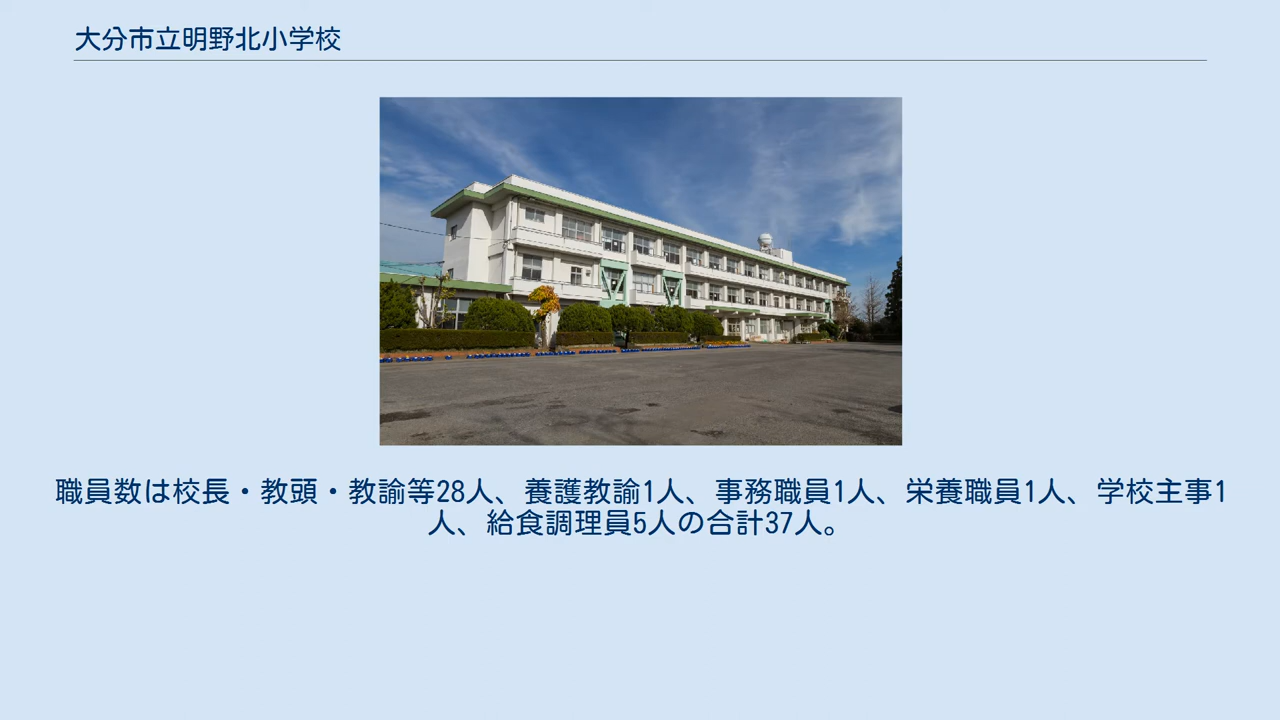 大分市立明野北小学校
職員数は校長・教頭・教諭等28人、養護教諭1人、事務職員1人、栄養職員1人、学校主事1
人、給食調理員5人の合計37人。